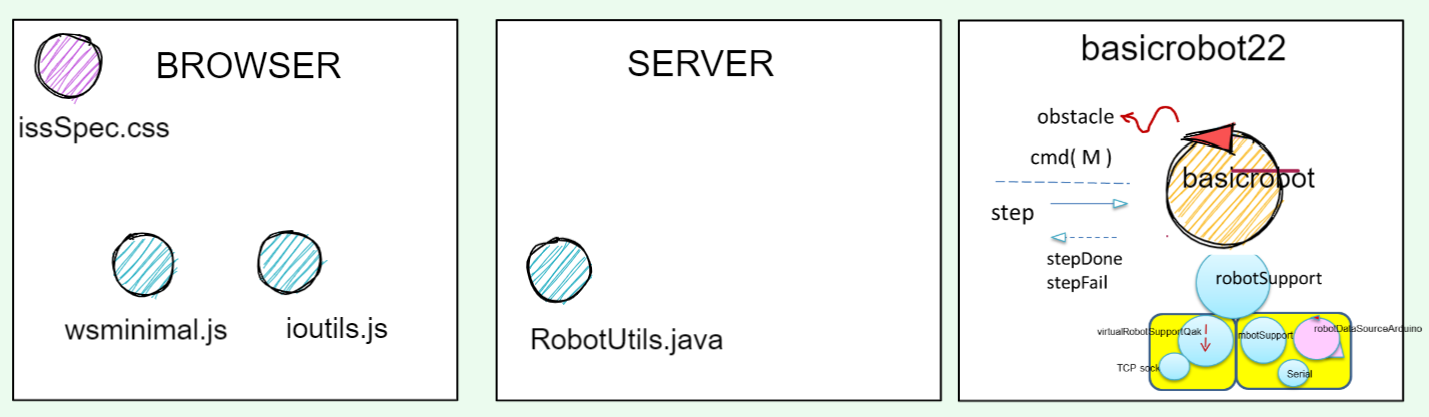 BROWSER
issSpec.css
wsminimal.js
ioutils.js
SERVER
RobotUtils.java
basicrobot22
obstacle
cmd( M )
basicrobot
step
stepDone
stepFail
robotSupport
virtualRobotSupportQak
mbotSupport
robotDataSourceArduino
TCP sock
Serial